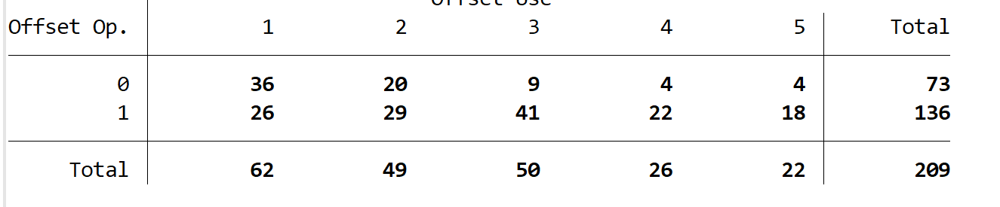 Offset Use
Offset Op. 1 2 3 4 5 Total
0 36 20 9 4 4 73
1 26 29 41 22 18 136
Total 62 49 50 26 22 209